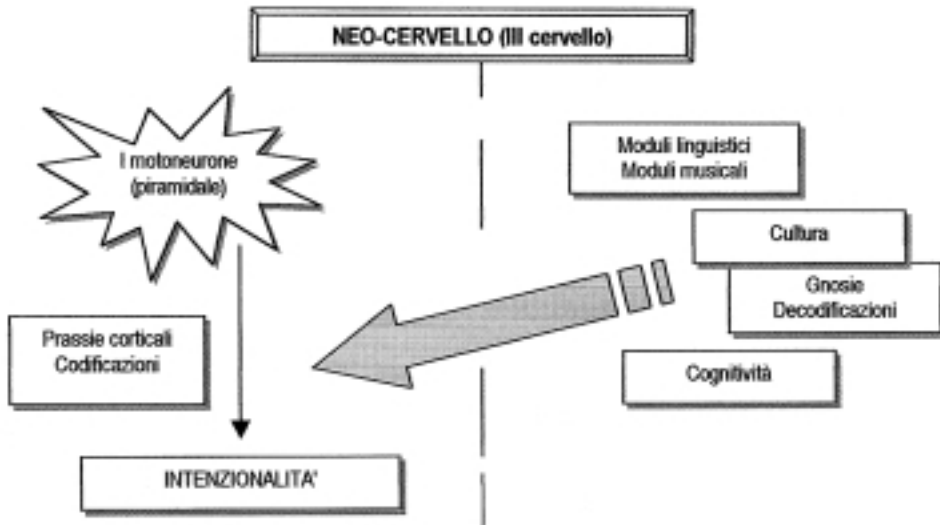 NEO-CERVELLO (III cervello)
I motoneurone
(piramidale)
Prassie corticali
Codificazioni
INTENZIONALITA'
Moduli linguistici
Moduli musicali
Cultura
Gnosie
Decodificazioni
Cognitività